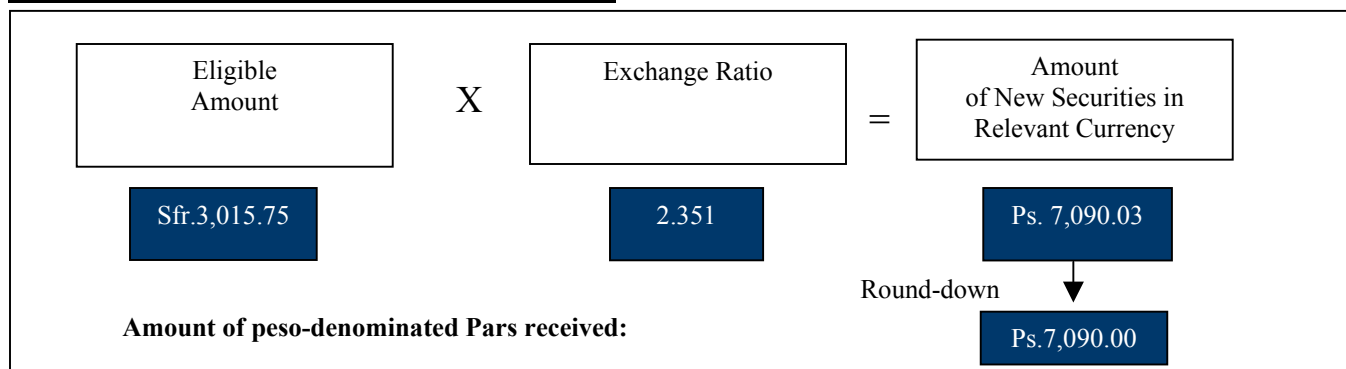 Eligible
Amount
X
Exchange Ratio
=
Amount
of New Securities in
Relevant Currency
Sfr.3,015.75
2.351
Ps. 7,090.03
Round-down
Amount of peso-denominated Pars received:
Ps.7,090.00